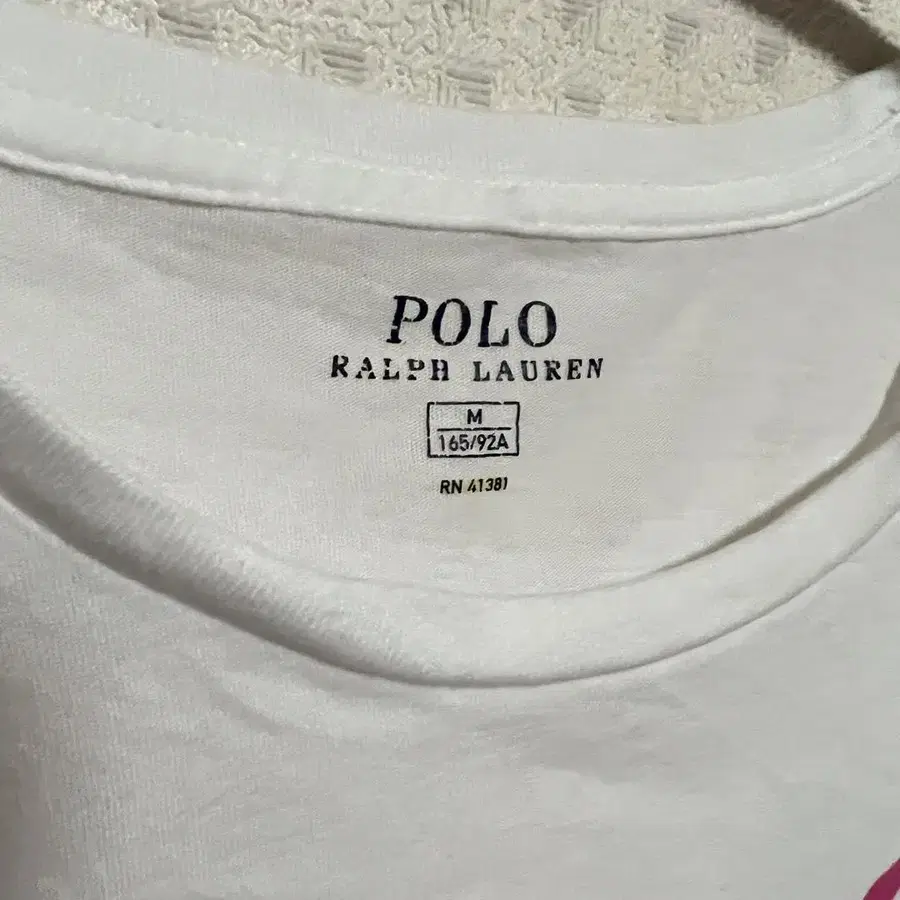 POLO
RALPH LAUREN
M
165/92A
RN 41381